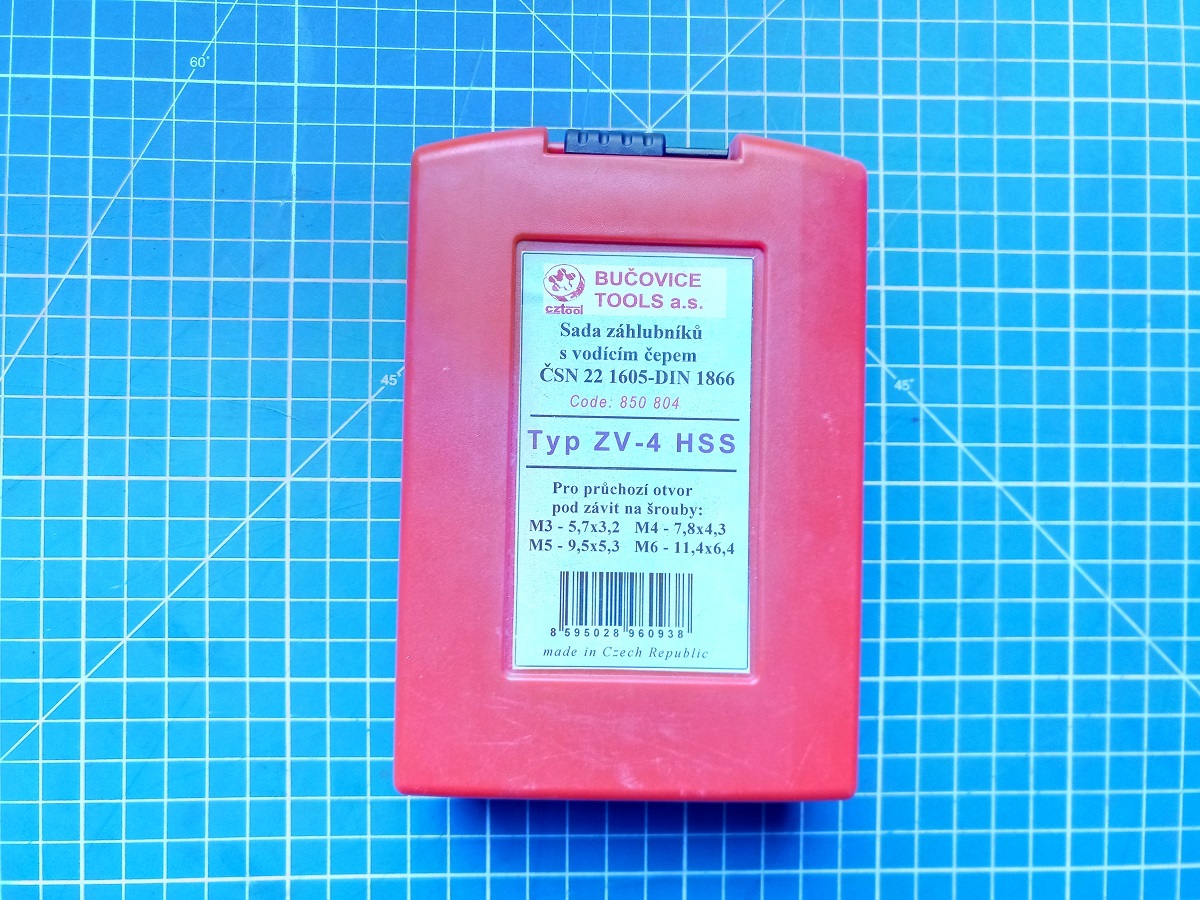 60°
45°
45°
BUČOVICE
TOOLS a.s.
cztool
Sada záhlubníků
s vodícím čepem
ČSN 22 1605-DIN 1866
Code: 850 804
Typ ZV-4 HSS
Pro průchozí otvor
pod závit na šrouby:
M3 - 5,7x3,2 M4 - 7,8x4,3
M5 - 9,5x5,3 M6 - 11,4x6,4
8 595028 960938
made in Czech Republic